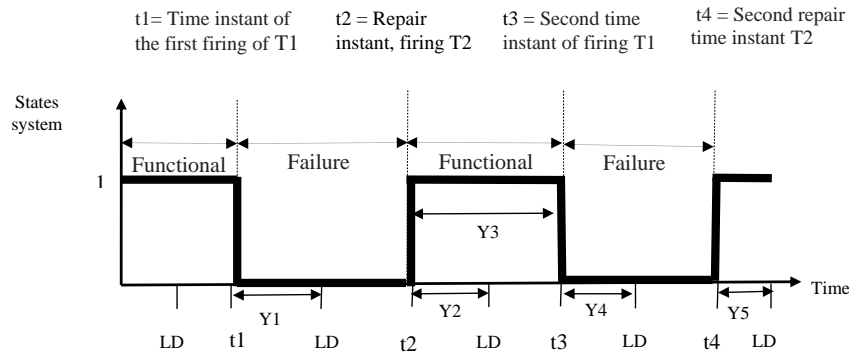 t1= Time instant of
the first firing of T1
t2 = Repair
instant, firing T2
t3 = Second time
instant of firing T1
t4 = Second repair
time instant T2
States
system
Functional
Failure
Functional
Failure
1
Y3
Time
Y1
Y2
Y4
Y5
LD
t1
LD
t2
LD
t3
LD
t4
LD